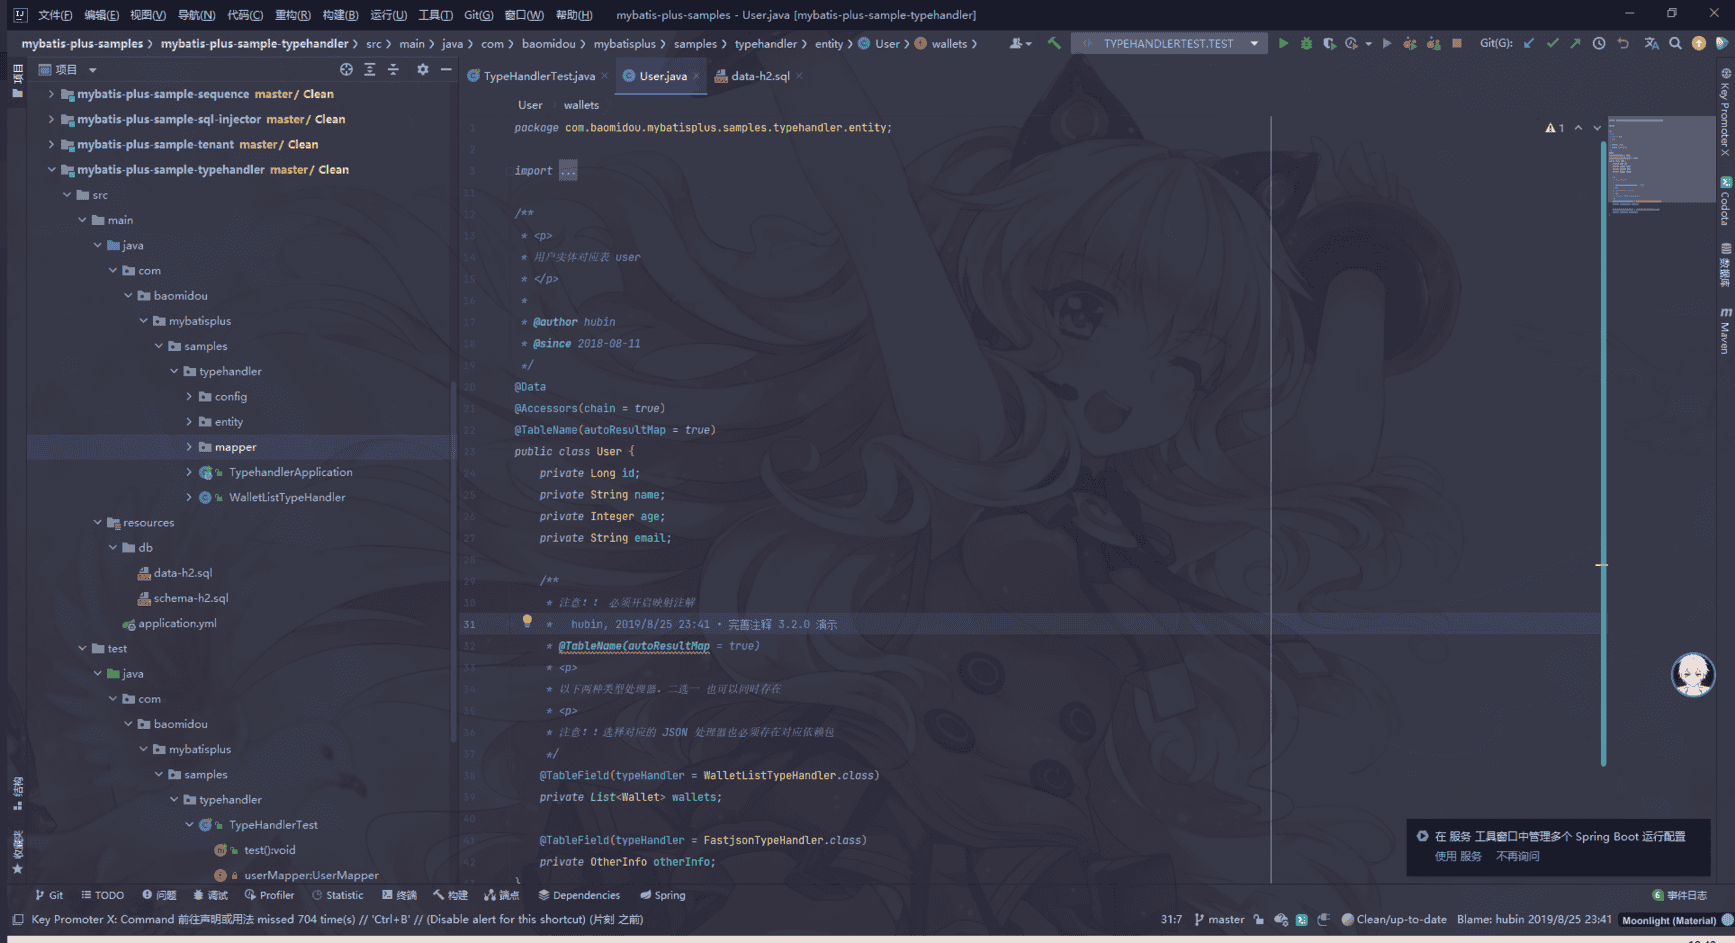 文件(F) 编辑(E) 视图(V) 导航(N) 代码(C) 重构(R) 构建(B) 运行(U) 工具(T) Git(G) 窗口(W) 帮助(H) mybatis-plus-samples - User.java [mybatis-plus-sample-typehandler]
mybatis-plus-samples mybatis-plus-sample-typehandler src main java com baomidou mybatisplus samples typehandler entity User wallets TYPEHANDLERTEST.TEST Git(G):
项目
项目
TypeHandlerTest.java User.java data-h2.sql
mybatis-plus-sample-sequence master/ Clean
mybatis-plus-sample-sql-injector master/ Clean
mybatis-plus-sample-tenant master/ Clean
mybatis-plus-sample-typehandler master/ Clean
src
main
java
com
baomidou
mybatisplus
samples
typehandler
config
entity
mapper
TypehandlerApplication
WalletListTypeHandler
resources
db
data-h2.sql
schema-h2.sql
application.yml
test
java
com
baomidou
mybatisplus
samples
typehandler
TypeHandlerTest
test():void
userMapper:UserMapper
结构
收藏夹
User wallets
1 package com.baomidou.mybatisplus.samples.typehandler.entity;
2
3 import ...
11
12 /**
13 * <p>
14 * 用户实体对应表 user
15 * </p>
16 *
17 * @author hubin
18 * @since 2018-08-11
19 */
20 @Data
21 @Accessors(chain = true)
22 @TableName(autoResultMap = true)
23 public class User {
24 private Long id;
25 private String name;
26 private Integer age;
27 private String email;
28
29 /**
30 * 注意！！ 必须开启映射注解
31 * hubin, 2019/8/25 23:41 • 完善注释 3.2.0 演示
32 * @TableName(autoResultMap = true)
33 * <p>
34 * 以下两种类型处理器，二选一 也可以同时存在
35 * <p>
36 * 注意！！选择对应的 JSON 处理器也必须存在对应依赖包
37 */
38 @TableField(typeHandler = WalletListTypeHandler.class)
39 private List<Wallet> wallets;
40
41 @TableField(typeHandler = FastjsonTypeHandler.class)
42 private OtherInfo otherInfo;
1
Key Promoter X
Codota
数据库
Maven
在 服务 工具窗口中管理多个 Spring Boot 运行配置
使用 服务 不再询问
Git TODO 问题 调试 Profiler Statistic 终端 构建 端点 Dependencies Spring 6 事件日志
Key Promoter X: Command 前往声明或用法 missed 704 time(s) // 'Ctrl+B' // (Disable alert for this shortcut) (片刻 之前) 31:7 master Clean/up-to-date Blame: hubin 2019/8/25 23:41 Moonlight (Material)